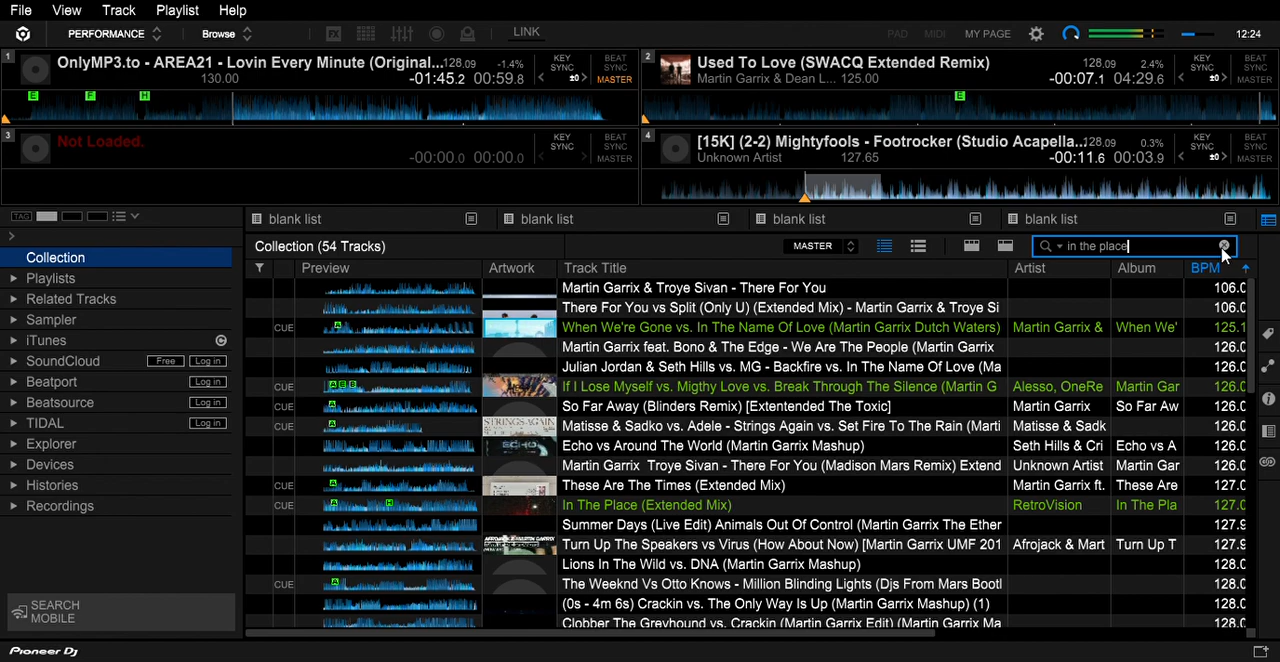 File View Track Playlist Help
PERFORMANCE Browse FX LINK PAD MIDI MY PAGE 12:24
1 OnlyMP3.to - AREA21 - Lovin Every Minute (Original... 128.09 -1.4% KEY SYNC BEAT SYNC
130.00 -01:45.2 00:59.8 ±0 MASTER
E F H
2 Used To Love (SWACQ Extended Remix) 128.09 2.4% KEY SYNC BEAT SYNC
Martin Garrix & Dean L... 125.00 -00:07.1 04:29.6 ±0 MASTER
E
3 Not Loaded. KEY SYNC BEAT SYNC
-00:00.0 00:00.0 MASTER
4 [15K] (2-2) Mightyfools - Footrocker (Studio Acapella... 128.09 0.3% KEY SYNC BEAT SYNC
Unknown Artist 127.65 -00:11.6 00:03.9 ±0 MASTER
TAG
Collection
Playlists
Related Tracks
Sampler
iTunes
SoundCloud Free Log in
Beatport Log in
Beatsource Log in
TIDAL Log in
Explorer
Devices
Histories
Recordings
SEARCH
MOBILE
blank list blank list blank list blank list
Collection (54 Tracks) MASTER in the place
Preview Artwork Track Title Artist Album BPM
Martin Garrix & Troye Sivan - There For You 106.0
There For You vs Split (Only U) (Extended Mix) - Martin Garrix & Troye Si 106.0
CUE A When We're Gone vs. In The Name Of Love (Martin Garrix Dutch Waters) Martin Garrix & When We' 125.1
Martin Garrix feat. Bono & The Edge - We Are The People (Martin Garrix 126.0
Julian Jordan & Seth Hills vs. MG - Backfire vs. In The Name Of Love (Ma 126.0
CUE A E B If I Lose Myself vs. Migthy Love vs. Break Through The Silence (Martin G Alesso, OneRe Martin Gar 126.0
CUE A So Far Away (Blinders Remix) [Extentended The Toxic] Martin Garrix So Far Aw 126.0
CUE A STRINGS AGAIN Matisse & Sadko vs. Adele - Strings Again vs. Set Fire To The Rain (Marti Matisse & Sadk 126.0
Echo vs Around The World (Martin Garrix Mashup) Seth Hills & Cri Echo vs A 126.0
Martin Garrix Troye Sivan - There For You (Madison Mars Remix) Extend Unknown Artist Martin Gar 126.0
CUE A These Are The Times (Extended Mix) Martin Garrix ft. These Are 126.0
CUE A H In The Place (Extended Mix) RetroVision In The Pla 127.0
Summer Days (Live Edit) Animals Out Of Control (Martin Garrix The Ether 127.9
Turn Up The Speakers vs Virus (How About Now) [Martin Garrix UMF 201 Afrojack & Mart Turn Up T 127.9
Lions In The Wild vs. DNA (Martin Garrix Mashup) 128.0
CUE A The Weeknd Vs Otto Knows - Million Blinding Lights (Djs From Mars Bootl 128.0
(0s - 4m 6s) Crackin vs. The Only Way Is Up (Martin Garrix Mashup) (1) 128.0
Clobber The Greyhound vs. Crackin (Martin Garrix Edit) (Martin Garrix Mashup) 128.0
Pioneer Dj